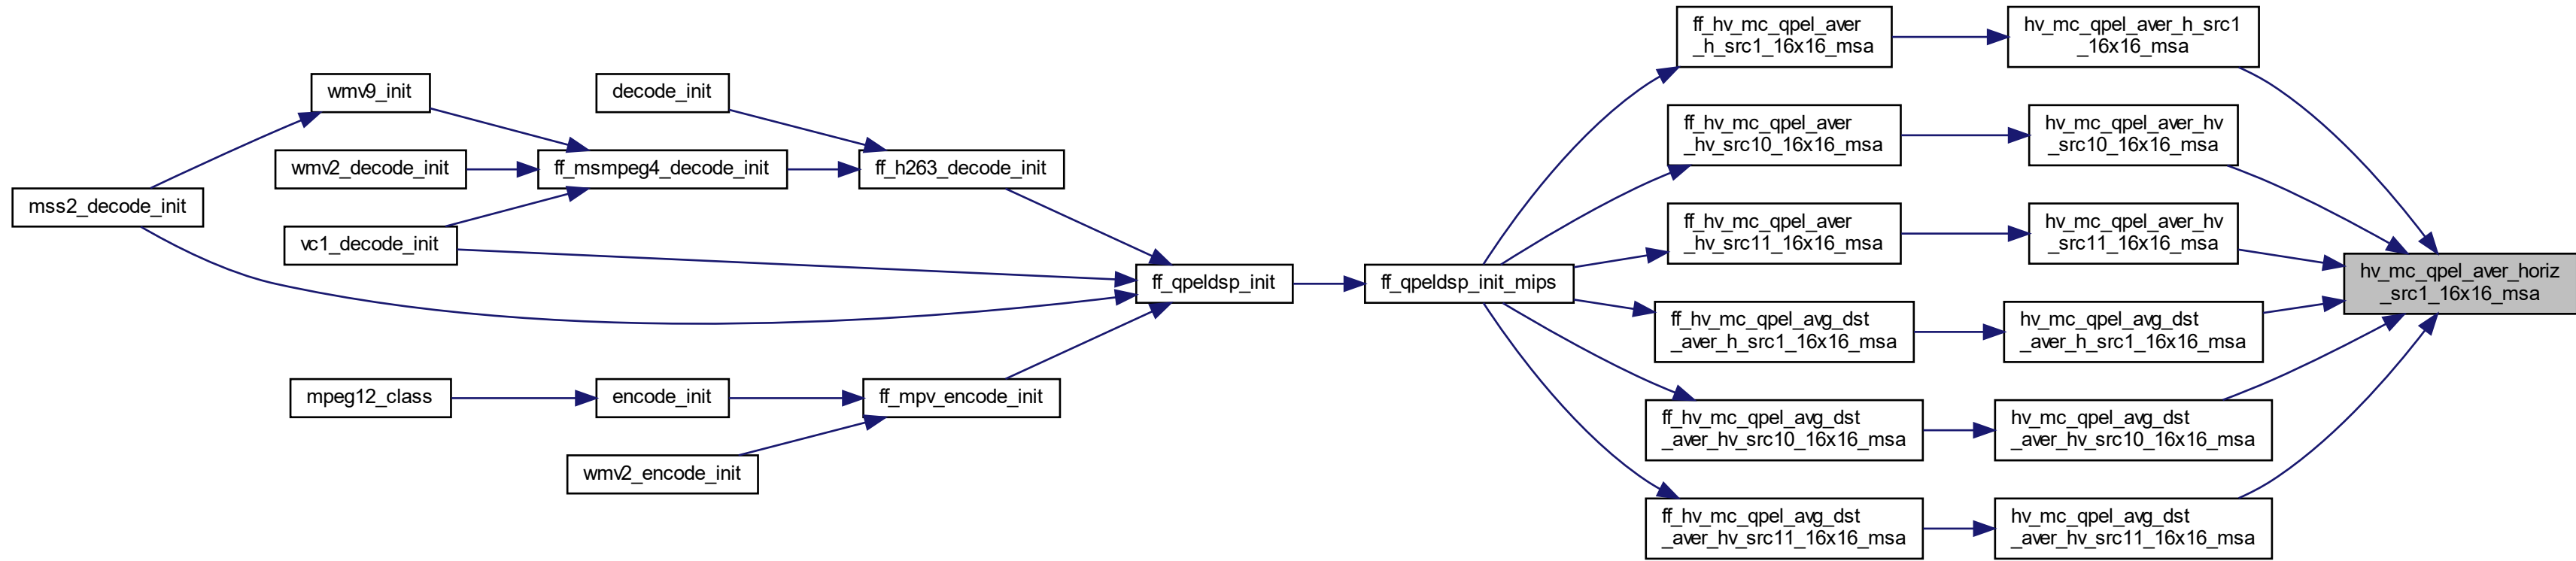 ff_hv_mc_qpel_aver
_h_src1_16x16_msa
hv_mc_qpel_aver_h_src1
_16x16_msa
wmv9_init
decode_init
ff_hv_mc_qpel_aver
_hv_src10_16x16_msa
hv_mc_qpel_aver_hv
_src10_16x16_msa
wmv2_decode_init
ff_msmpeg4_decode_init
ff_h263_decode_init
mss2_decode_init
ff_hv_mc_qpel_aver
_hv_src11_16x16_msa
hv_mc_qpel_aver_hv
_src11_16x16_msa
vc1_decode_init
ff_qpeldsp_init
ff_qpeldsp_init_mips
hv_mc_qpel_aver_horiz
_src1_16x16_msa
ff_hv_mc_qpel_avg_dst
_aver_h_src1_16x16_msa
hv_mc_qpel_avg_dst
_aver_h_src1_16x16_msa
mpeg12_class
encode_init
ff_mpv_encode_init
ff_hv_mc_qpel_avg_dst
_aver_hv_src10_16x16_msa
hv_mc_qpel_avg_dst
_aver_hv_src10_16x16_msa
wmv2_encode_init
ff_hv_mc_qpel_avg_dst
_aver_hv_src11_16x16_msa
hv_mc_qpel_avg_dst
_aver_hv_src11_16x16_msa